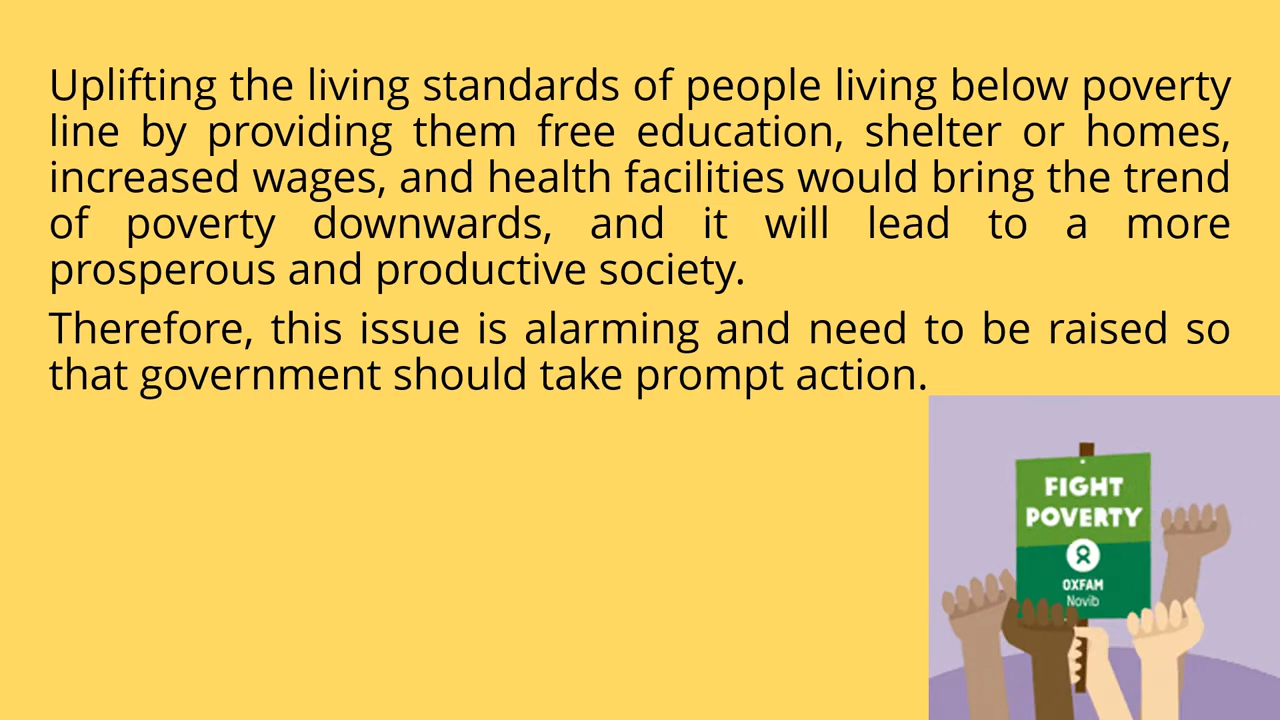 Uplifting the living standards of people living below poverty
line by providing them free education, shelter or homes,
increased wages, and health facilities would bring the trend
of poverty downwards, and it will lead to a more
prosperous and productive society.
Therefore, this issue is alarming and need to be raised so
that government should take prompt action.
FIGHT
POVERTY
OXFAM
Novib